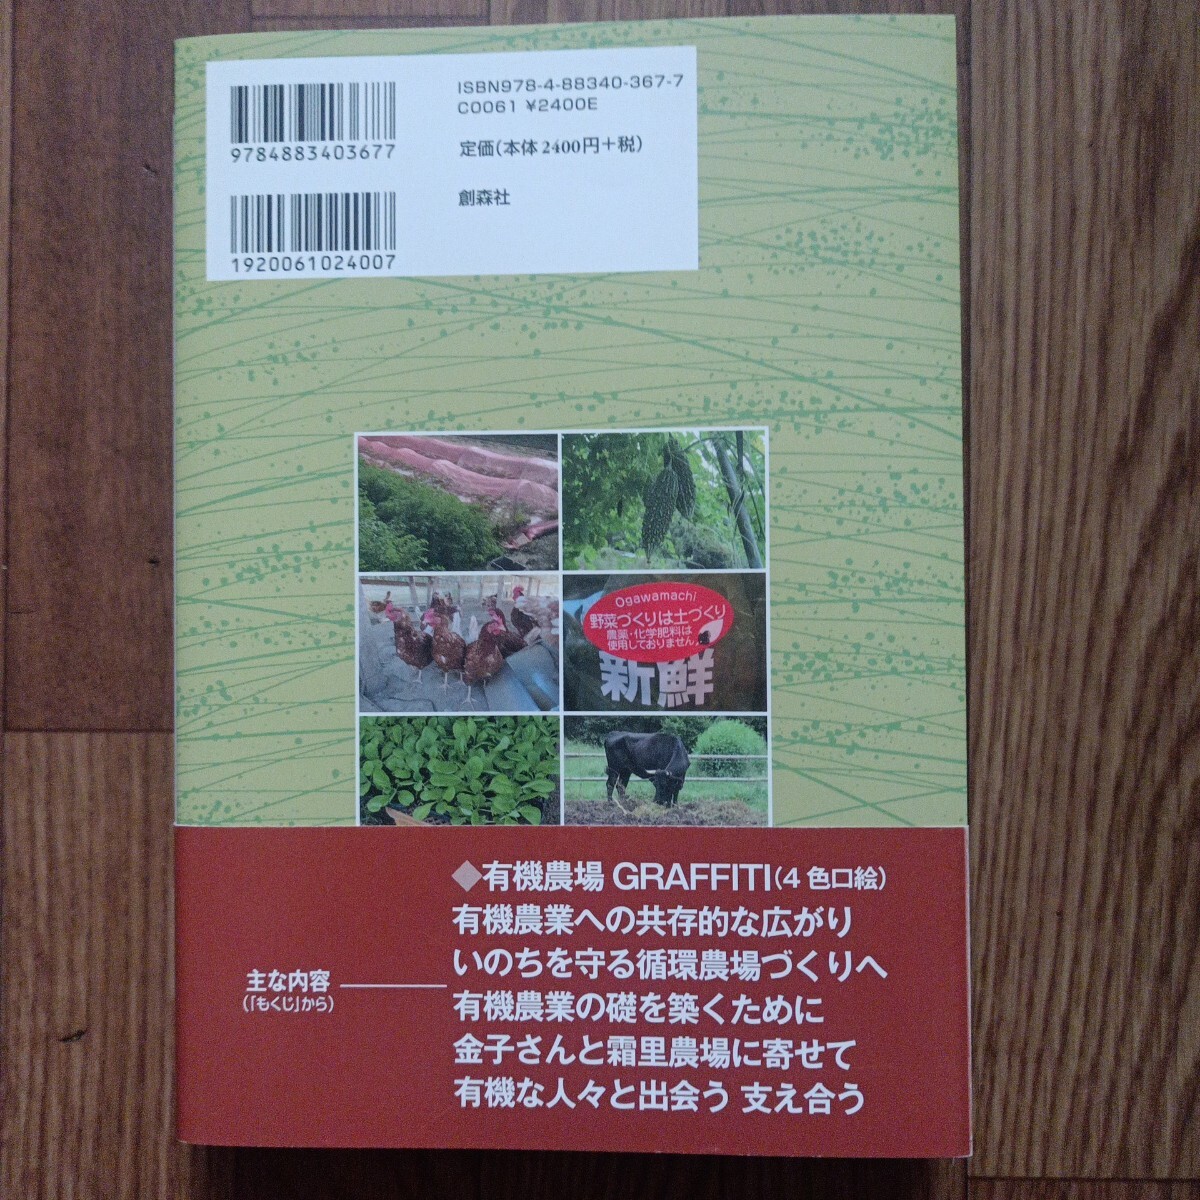 ISBN978-4-88340-367-7
C0061 ¥2400E
9784883403677
定価(本体2400円+税)
創森社
1920061024007
Ogawamachi
野菜づくりは土づくり
農薬・化学肥料は
使用しておりません
新鮮
◆有機農場 GRAFFITI(4色口絵)
有機農業への共存的な広がり
いのちを守る循環農場づくりへ
主な内容
(「もくじ」から)
有機農業の礎を築くために
金子さんと霜里農場に寄せて
有機な人々と出会う 支え合う